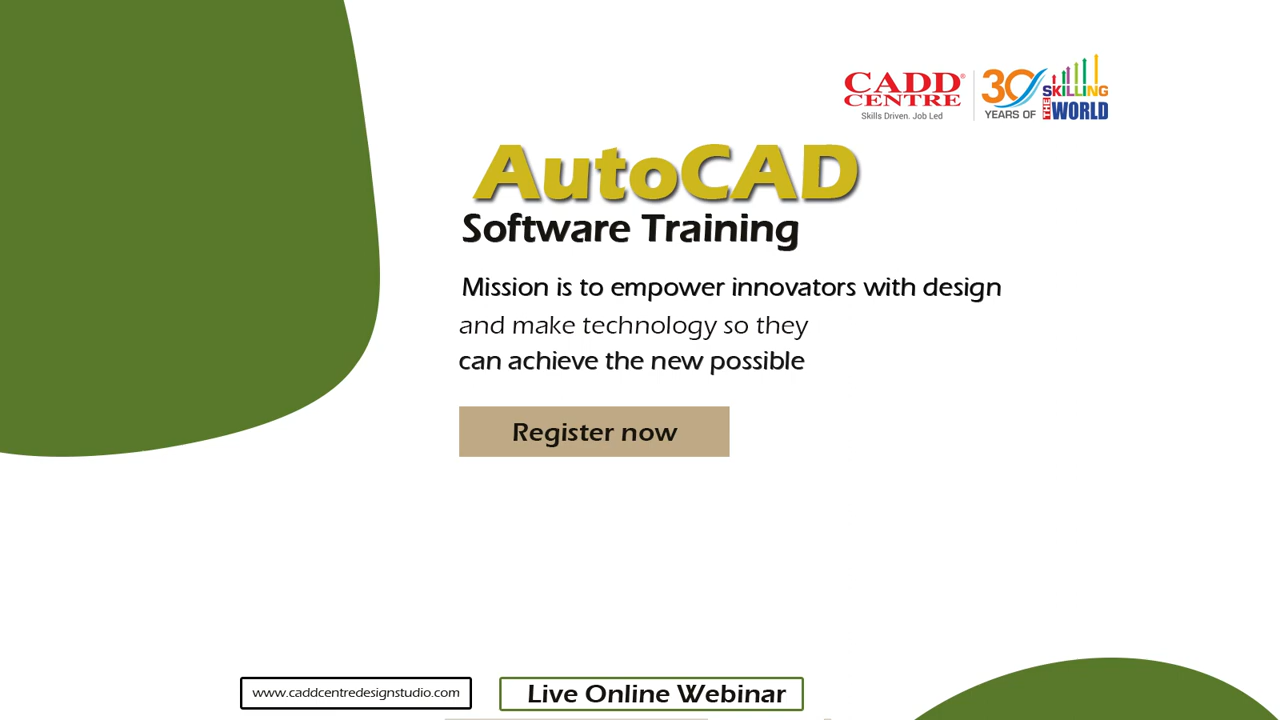 CADD
CENTRE
Skills Driven. Job Led
30
YEARS OF
SKILLING
THE
WORLD
AutoCAD
Software Training
Mission is to empower innovators with design
and make technology so they
can achieve the new possible
Register now
www.caddcentredesignstudio.com
Live Online Webinar